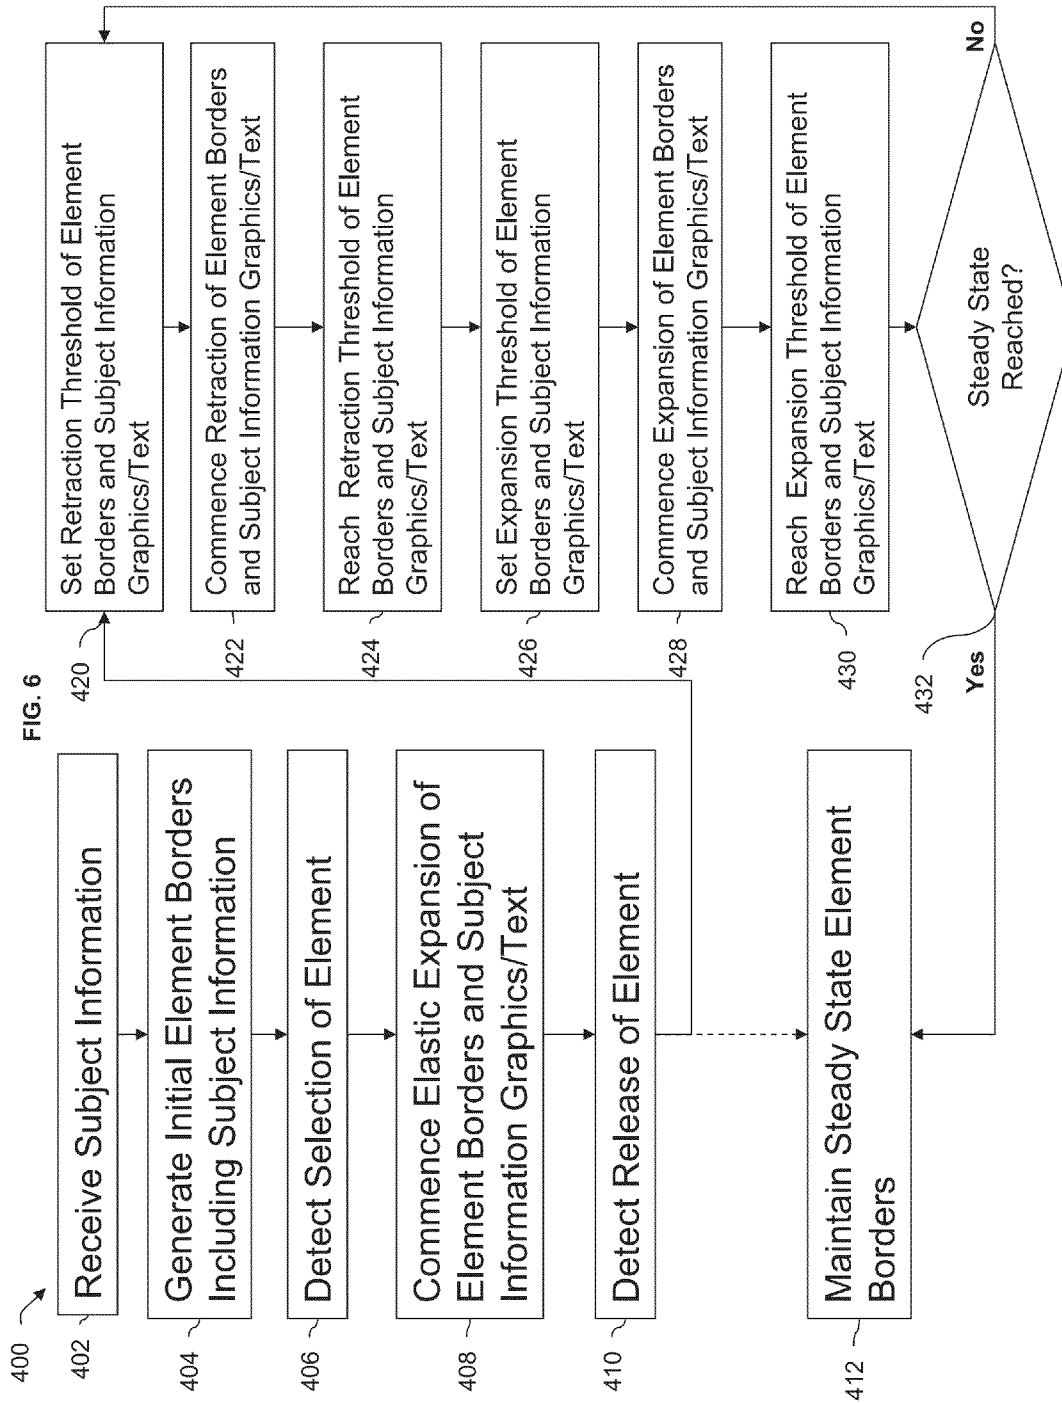 FIG. 6
400
402
Receive Subject Information
404
Generate Initial Element Borders
Including Subject Information
406
Detect Selection of Element
408
Commence Elastic Expansion of
Element Borders and Subject
Information Graphics/Text
410
Detect Release of Element
412
Maintain Steady State Element
Borders
420
Set Retraction Threshold of Element
Borders and Subject Information
Graphics/Text
422
Commence Retraction of Element Borders
and Subject Information Graphics/Text
424
Reach Retraction Threshold of Element
Borders and Subject Information
Graphics/Text
426
Set Expansion Threshold of Element
Borders and Subject Information
Graphics/Text
428
Commence Expansion of Element Borders
and Subject Information Graphics/Text
430
Reach Expansion Threshold of Element
Borders and Subject Information
Graphics/Text
432
Yes
Steady State
Reached?
No